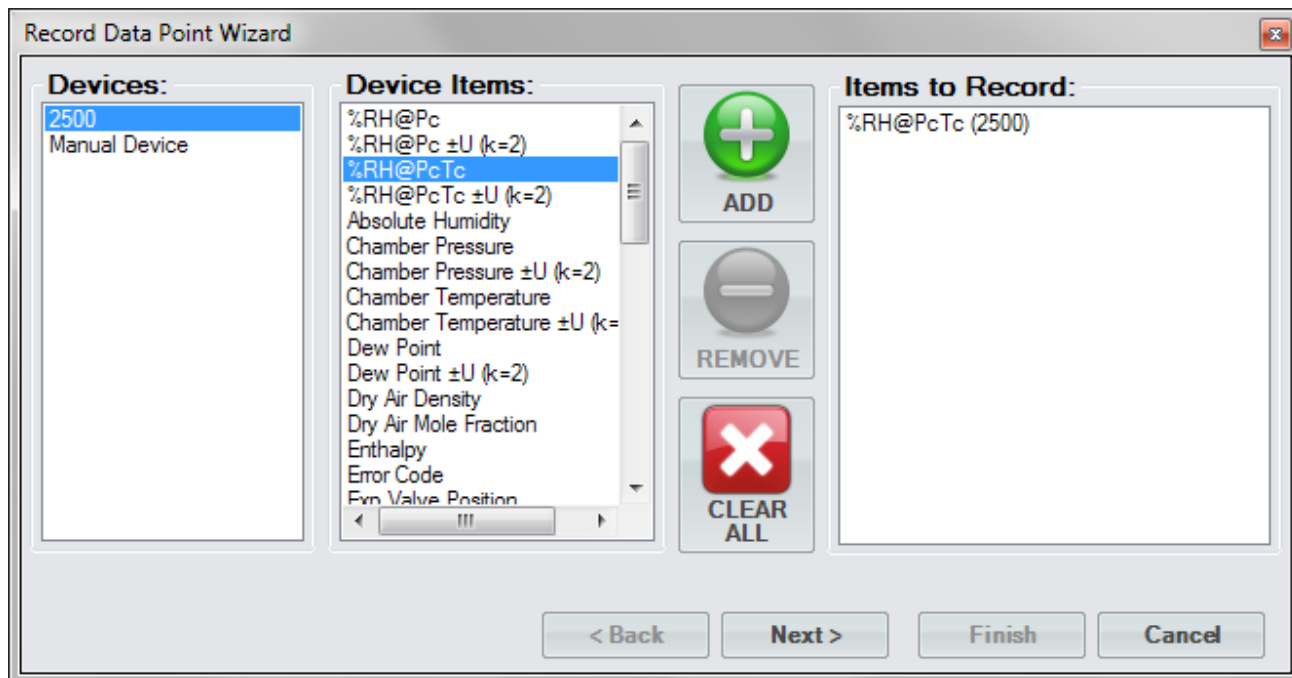 Record Data Point Wizard
Devices:
2500
Manual Device
Device Items:
%RH@Pc
%RH@Pc ±U (k=2)
%RH@PcTc
%RH@PcTc ±U (k=2)
Absolute Humidity
Chamber Pressure
Chamber Pressure ±U (k=2)
Chamber Temperature
Chamber Temperature ±U (k=
Dew Point
Dew Point ±U (k=2)
Dry Air Density
Dry Air Mole Fraction
Enthalpy
Error Code
Exp Valve Position
ADD
REMOVE
CLEAR
ALL
Items to Record:
%RH@PcTc (2500)
< Back
Next >
Finish
Cancel